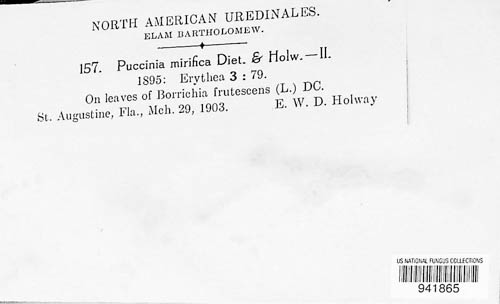 NORTH AMERICAN UREDINALES.
ELAM BARTHOLOMEW.
157. Puccinia mirifica Diet. & Holw.—II.
1895: Erythea 3 : 79.
On leaves of Borrichia frutescens (L.) DC.
St. Augustine, Fla., Mch. 29, 1903. E. W. D. Holway
US NATIONAL FUNGUS COLLECTIONS
941865